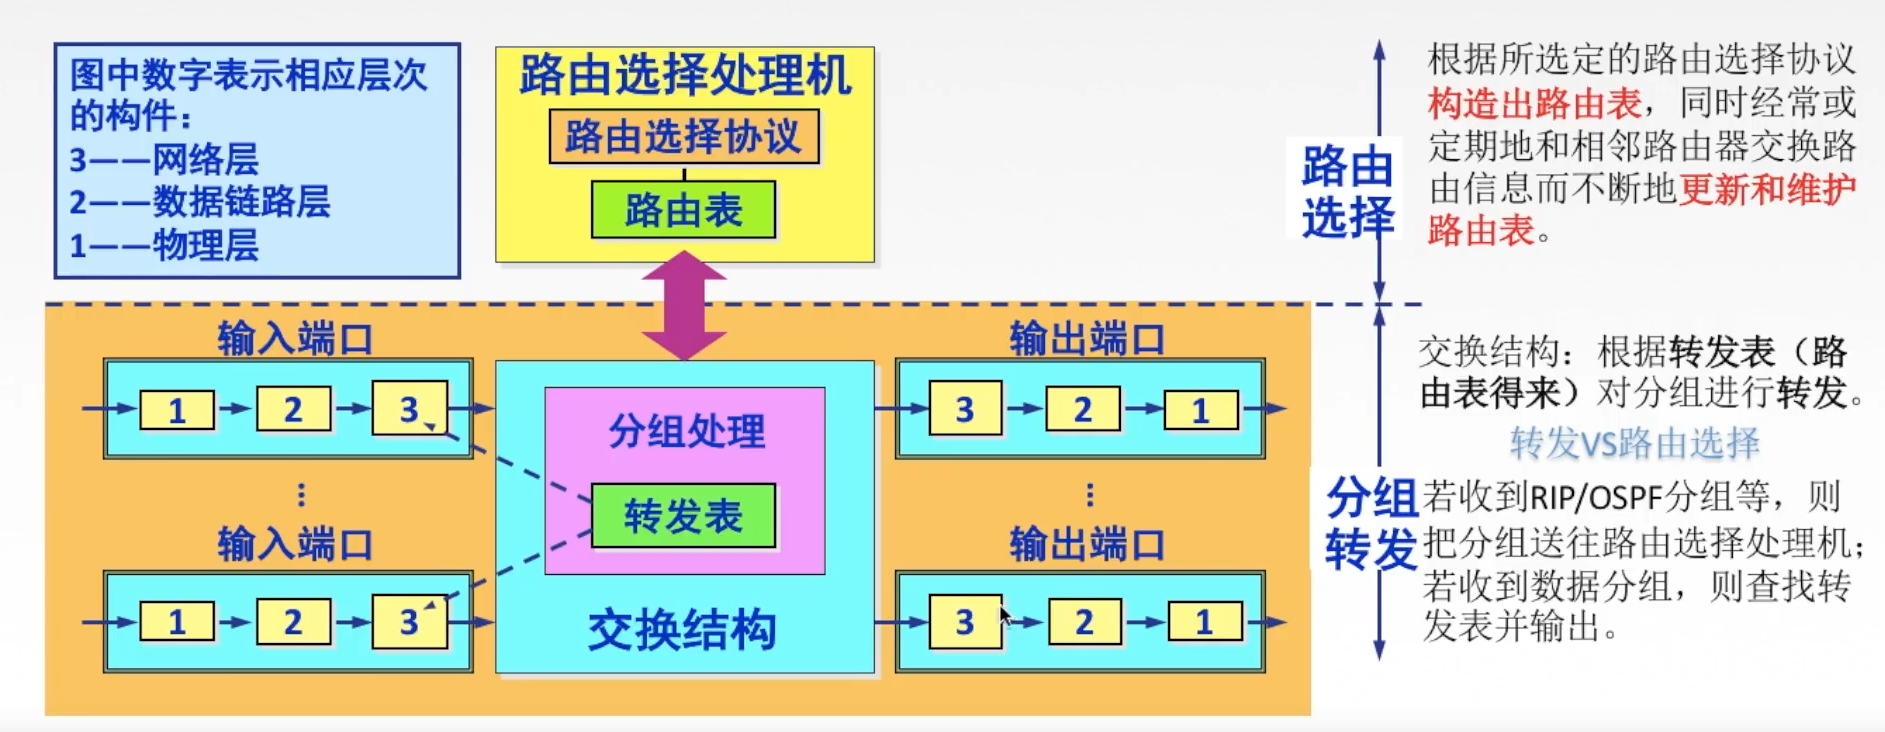 图中数字表示相应层次
的构件：
3——网络层
2——数据链路层
1——物理层
路由选择处理机
路由选择协议
路由表
路由
选择
根据所选定的路由选择协议
构造出路由表，同时经常或
定期地和相邻路由器交换路
由信息而不断地更新和维护
路由表。
输入端口
1
2
3
输入端口
1
2
3
分组处理
转发表
交换结构
输出端口
3
2
1
输出端口
3
2
1
分组
转发
交换结构：根据转发表（路
由表得来）对分组进行转发。
转发VS路由选择
若收到RIP/OSPF分组等，则
把分组送往路由选择处理机；
若收到数据分组，则查找转
发表并输出。